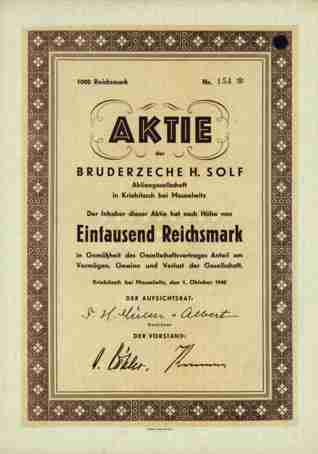 1000 Reichsmark No. 154 *
AKTIE
der
BRUDERZECHE H. SOLF
Aktiengesellschaft
in Kriebitzsch bei Meuselwitz
Der Inhaber dieser Aktie hat nach Höhe von
Eintausend Reichsmark
in Gemäßheit des Gesellschaftsvertrages Anteil am
Vermögen, Gewinn und Verlust der Gesellschaft.
Kriebitzsch bei Meuselwitz, den 1. Oktober 1940
DER AUFSICHTSRAT:
Albert
Vorsitzer
DER VORSTAND: